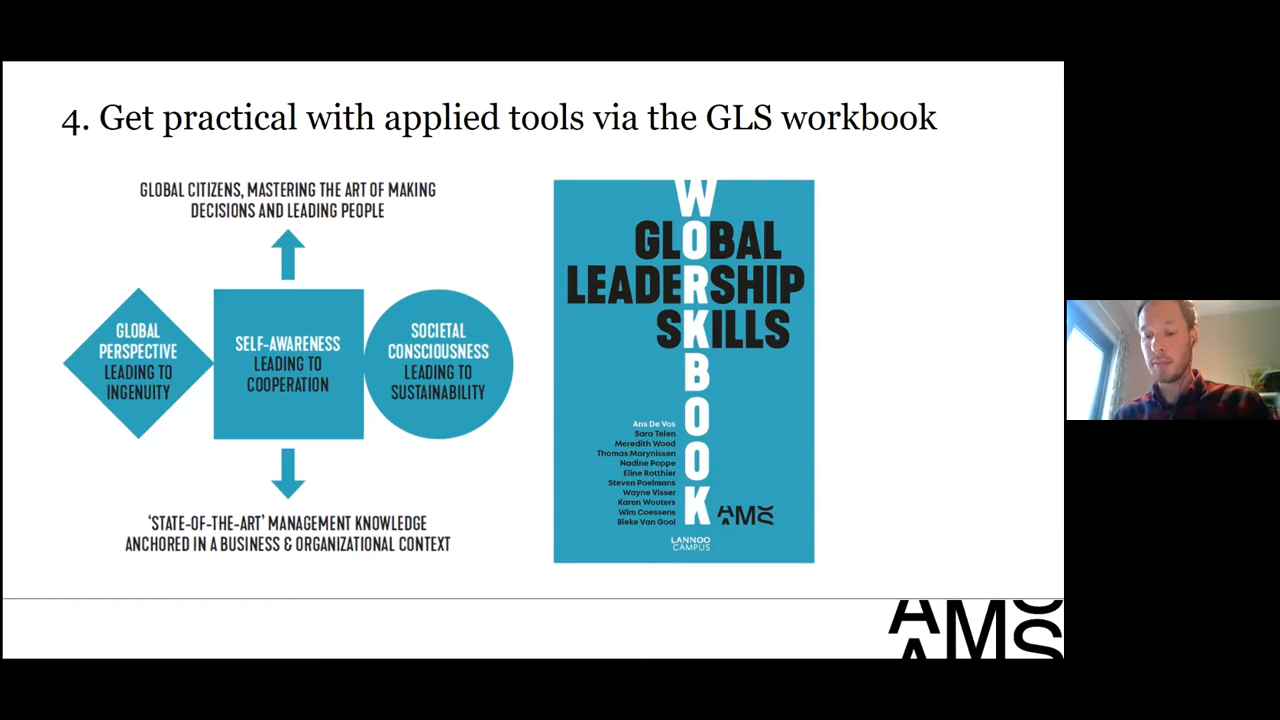 4. Get practical with applied tools via the GLS workbook
GLOBAL CITIZENS, MASTERING THE ART OF MAKING
DECISIONS AND LEADING PEOPLE
GLOBAL
PERSPECTIVE
LEADING TO
INGENUITY
SELF-AWARENESS
LEADING TO
COOPERATION
SOCIETAL
CONSCIOUSNESS
LEADING TO
SUSTAINABILITY
'STATE-OF-THE-ART' MANAGEMENT KNOWLEDGE
ANCHORED IN A BUSINESS & ORGANIZATIONAL CONTEXT
WORKBOOK
GLOBAL
LEADERSHIP
SKILLS
Ans De Vos
Sara Telen
Meredith Wood
Thomas Marynissen
Nadine Poppe
Eline Rotthier
Steven Poelmans
Wayne Visser
Karen Wouters
Wim Coessens
Bieke Van Gool
AMS
LANNOO
CAMPUS
AMS